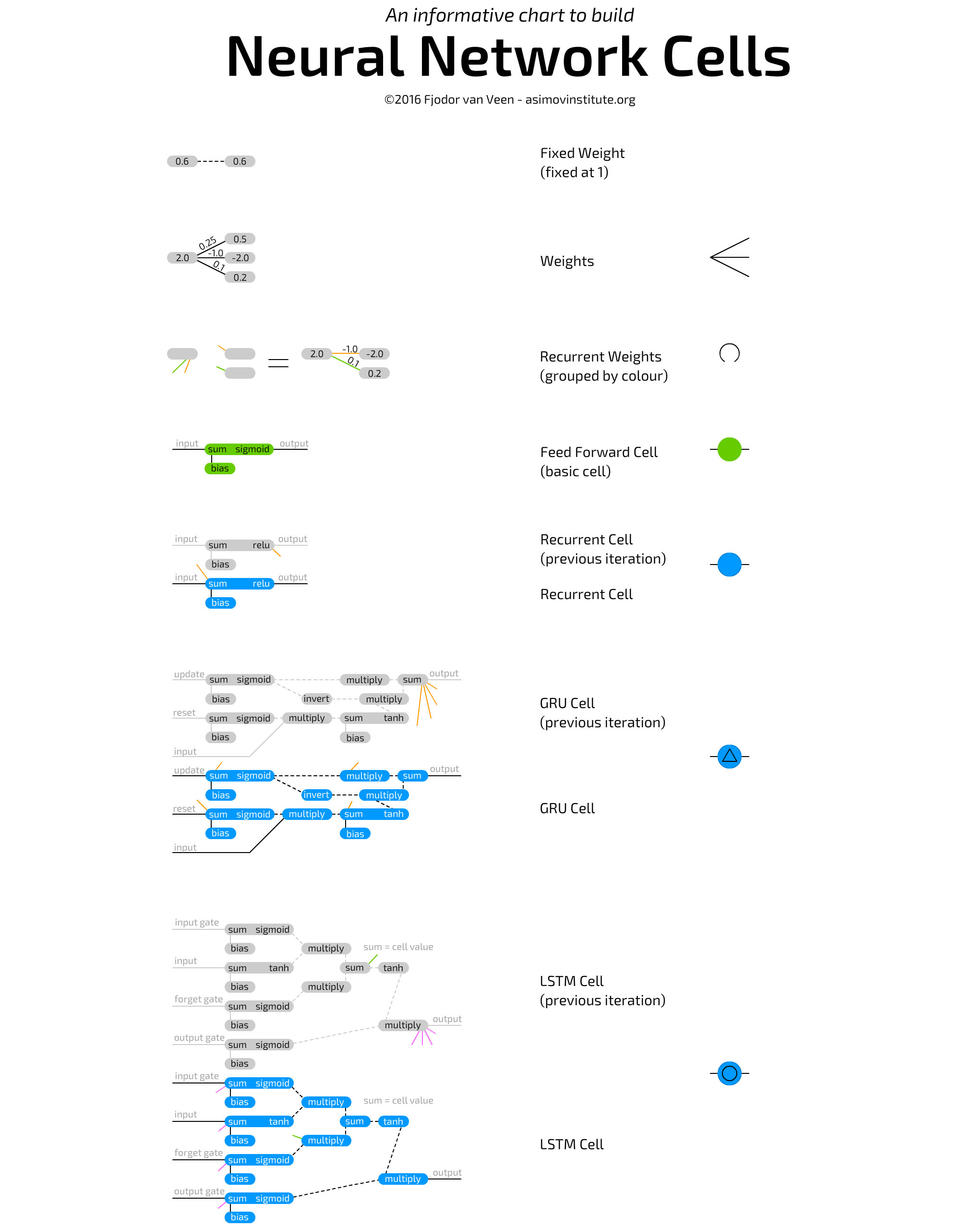 An informative chart to build
Neural Network Cells
©2016 Fjodor van Veen - asimovinstitute.org
0.6 0.6
Fixed Weight
(fixed at 1)
2.0 0.25 0.5
-1.0 -2.0
0.1 0.2
Weights
2.0 -1.0 -2.0
0.1 0.2
Recurrent Weights
(grouped by colour)
input sum sigmoid output
bias
Feed Forward Cell
(basic cell)
input sum relu output
bias
input sum relu output
bias
Recurrent Cell
(previous iteration)
Recurrent Cell
update sum sigmoid multiply sum output
bias invert multiply
reset sum sigmoid multiply sum tanh
bias bias
input
GRU Cell
(previous iteration)
update sum sigmoid multiply sum output
bias invert multiply
reset sum sigmoid multiply sum tanh
bias bias
input
GRU Cell
input gate sum sigmoid
bias multiply sum = cell value
input sum tanh sum tanh
bias multiply
forget gate sum sigmoid
bias multiply output
output gate sum sigmoid
bias
LSTM Cell
(previous iteration)
input gate sum sigmoid
bias multiply sum = cell value
input sum tanh sum tanh
bias multiply
forget gate sum sigmoid
bias multiply output
output gate sum sigmoid
bias
LSTM Cell